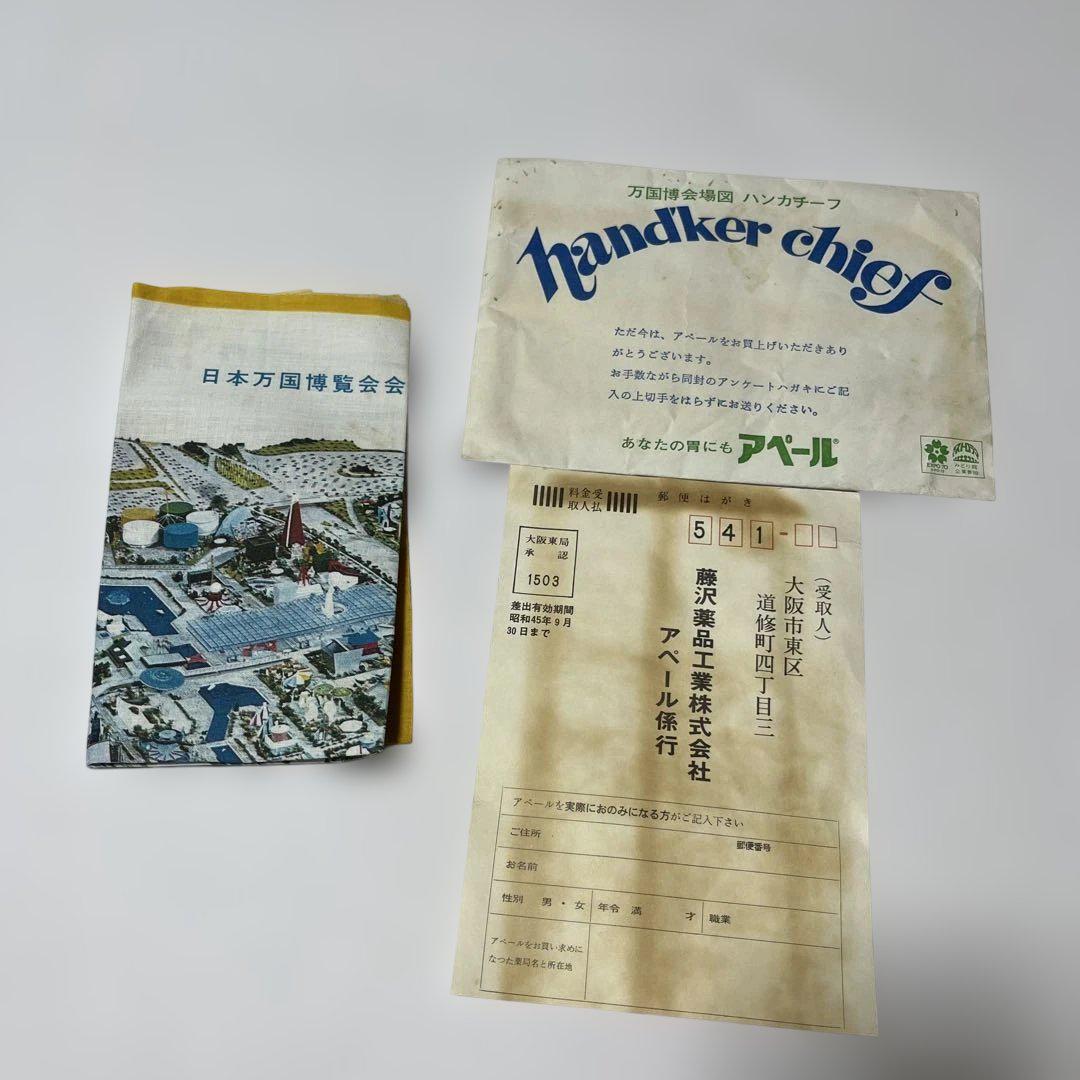 日本万国博覧会会
万国博会場図 ハンカチーフ
handker chief
ただ今は、アペールをお買上げいただきあり
がとうございます。
お手数ながら同封のアンケートハガキにご記
入の上切手をはらずにお送りください。
あなたの胃にも アペール®
EXPO'70
みどり館
企業参加
料金受
取人払
郵便はがき
541-
大阪東局
承認
1503
差出有効期間
昭和45年9月
30日まで
(受取人)
大阪市東区
道修町四丁目三
藤沢薬品工業株式会社
アペール係行
アペールを実際におのみになる方がご記入下さい
ご住所
郵便番号
お名前
性別 男・女 年令 満 才 職業
アペールをお買い求めに
なつた薬局名と所在地